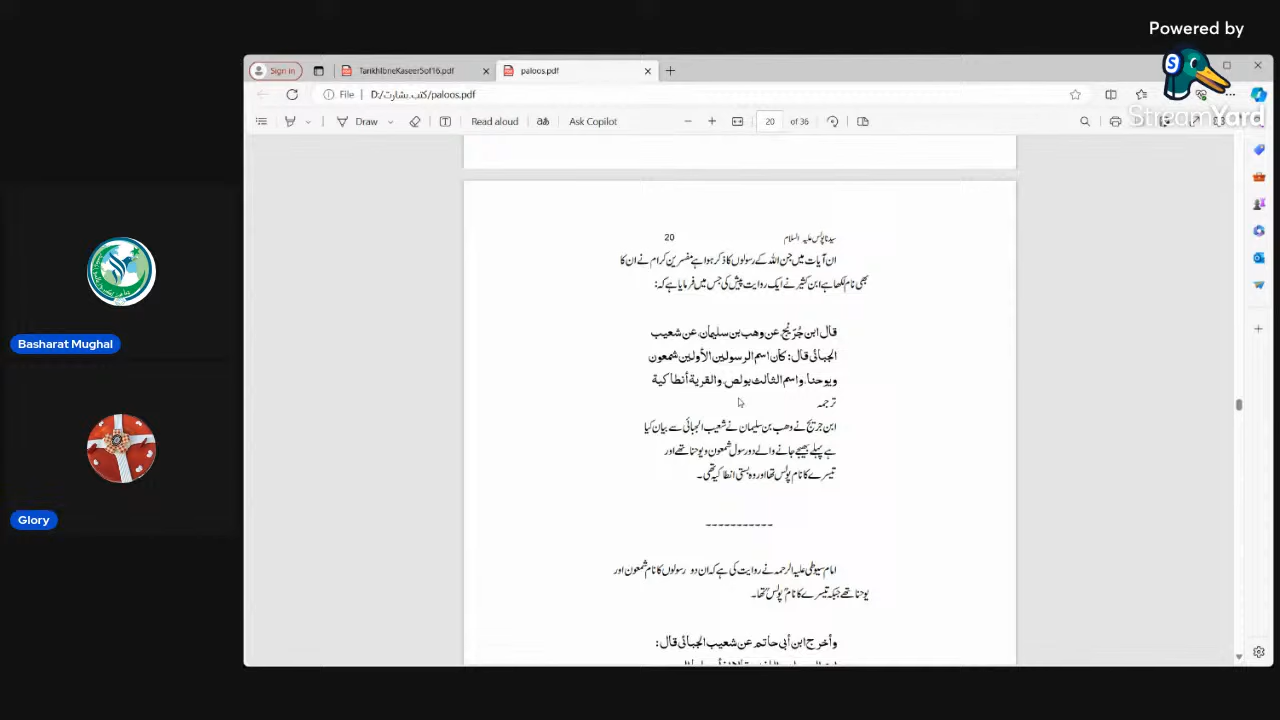 Powered by
StreamYard
Sign in
TarikhIbneKaseer5of16.pdf
paloos.pdf
File
D:/کتب بشارت/paloos.pdf
Draw
Read aloud
Ask Copilot
20
of 36
سیدنا پولس علیہ السلام
20
ان آیات میں جن اللہ کے رسولوں کا ذکر ہوا ہے مفسرین کرام نے ان کا
بھی نام لکھا ہے ابن کثیر نے ایک روایت پیش کی جس میں فرمایا ہے کہ:
قال ابن جُرَيْج، عن وهب بن سليمان، عن شعيب
الجبائي قال: كان اسم الرسولين الأولين شمعون
ويوحنا، واسم الثالث بولص، والقرية أنطاكية
ترجمہ
ابن جریج نے وھب بن سلیمان نے شعیب الجبائی سے بیان کیا
ہے پہلے بھیجے جانے والے دو رسول شمعون و یوحنا تھے اور
تیسرے کا نام پولس تھا اور وہ بستی انطاکیہ تھی۔
-----------
امام سیوطی علیہ الرحمہ نے روایت کی ہے کہ ان دو رسولوں کا نام شمعون اور
یوحنا تھے جبکہ تیسرے کا نام پولس تھا۔
وأخرج ابن أبي حاتم عن شعيب الجبائي قال:
Basharat Mughal
Glory